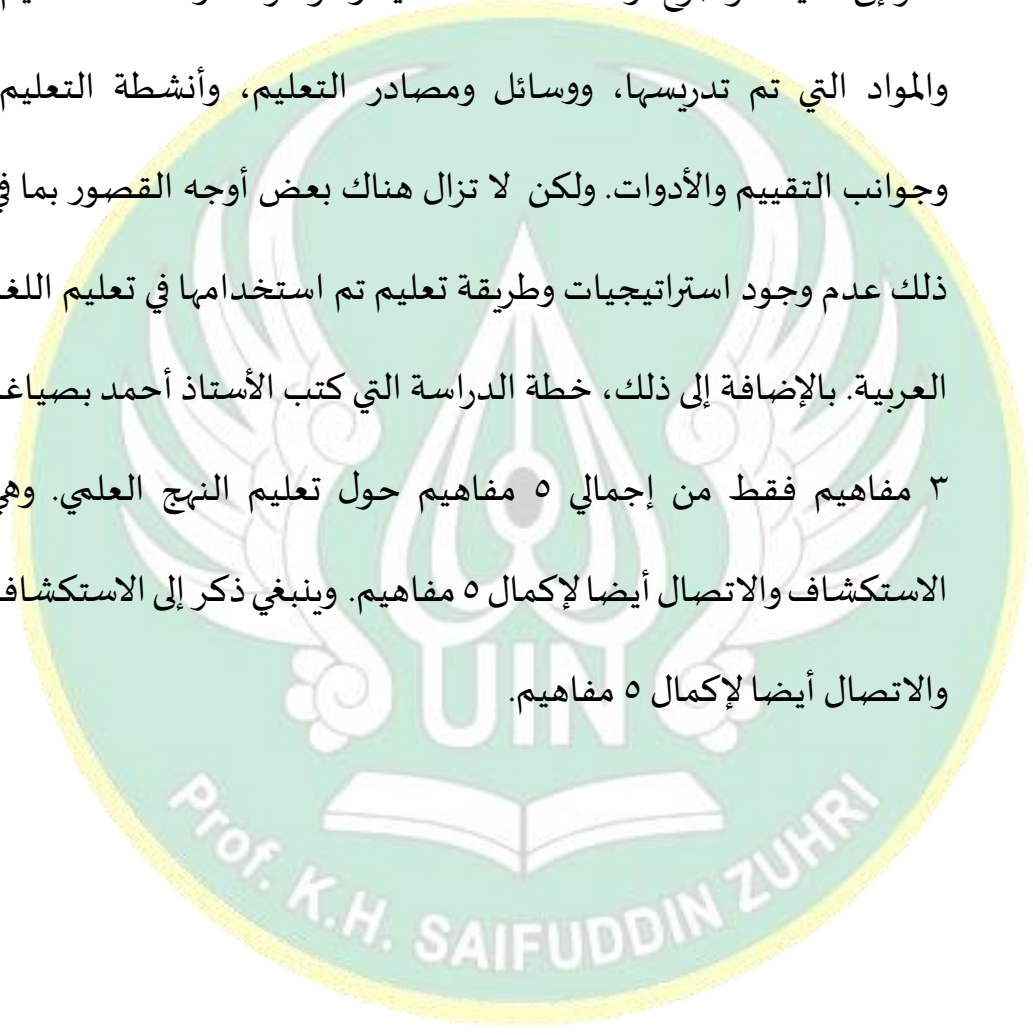 والمواد التي تم تدريسها، ووسائل ومصادر التعليم، وأنشطة التعليم
وجوانب التقييم والأدوات. ولكن لا تزال هناك بعض أوجه القصور بما في
ذلك عدم وجود استراتيجيات وطريقة تعليم تم استخدامها في تعليم اللغـ
العربية. بالإضافة إلى ذلك، خطة الدراسة التي كتب الأستاذ أحمد بصياغـ
٣ مفاهيم فقط من إجمالي ٥ مفاهيم حول تعليم النهج العلمي. وهي
الاستكشاف والاتصال أيضا لإكمال ٥ مفاهيم. وينبغي ذكر إلى الاستكشاف
والاتصال أيضا لإكمال ٥ مفاهيم.
UIN
Prof. K.H. SAIFUDDIN ZUHRI